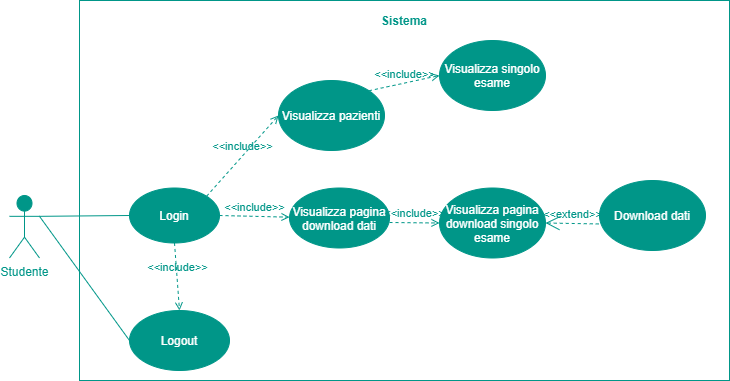 Sistema
<<include>>
Visualizza singolo
esame
Visualizza pazienti
<<include>>
Login
<<include>>
Visualizza pagina
download dati
<<include>>
Visualizza pagina
download singolo
esame
<<extend>>
Download dati
Studente
<<include>>
Logout